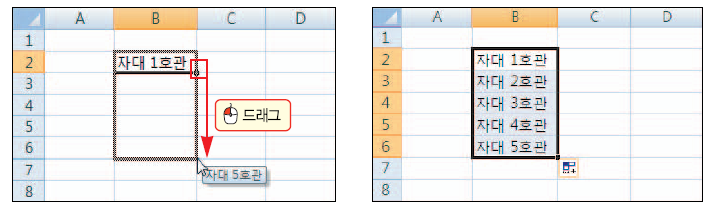 A B C D
1
2 자대 1호관
3
4
드래그
5
6
7 자대 5호관
8
A B C D
1
2 자대 1호관
3 자대 2호관
4 자대 3호관
5 자대 4호관
6 자대 5호관
7
8